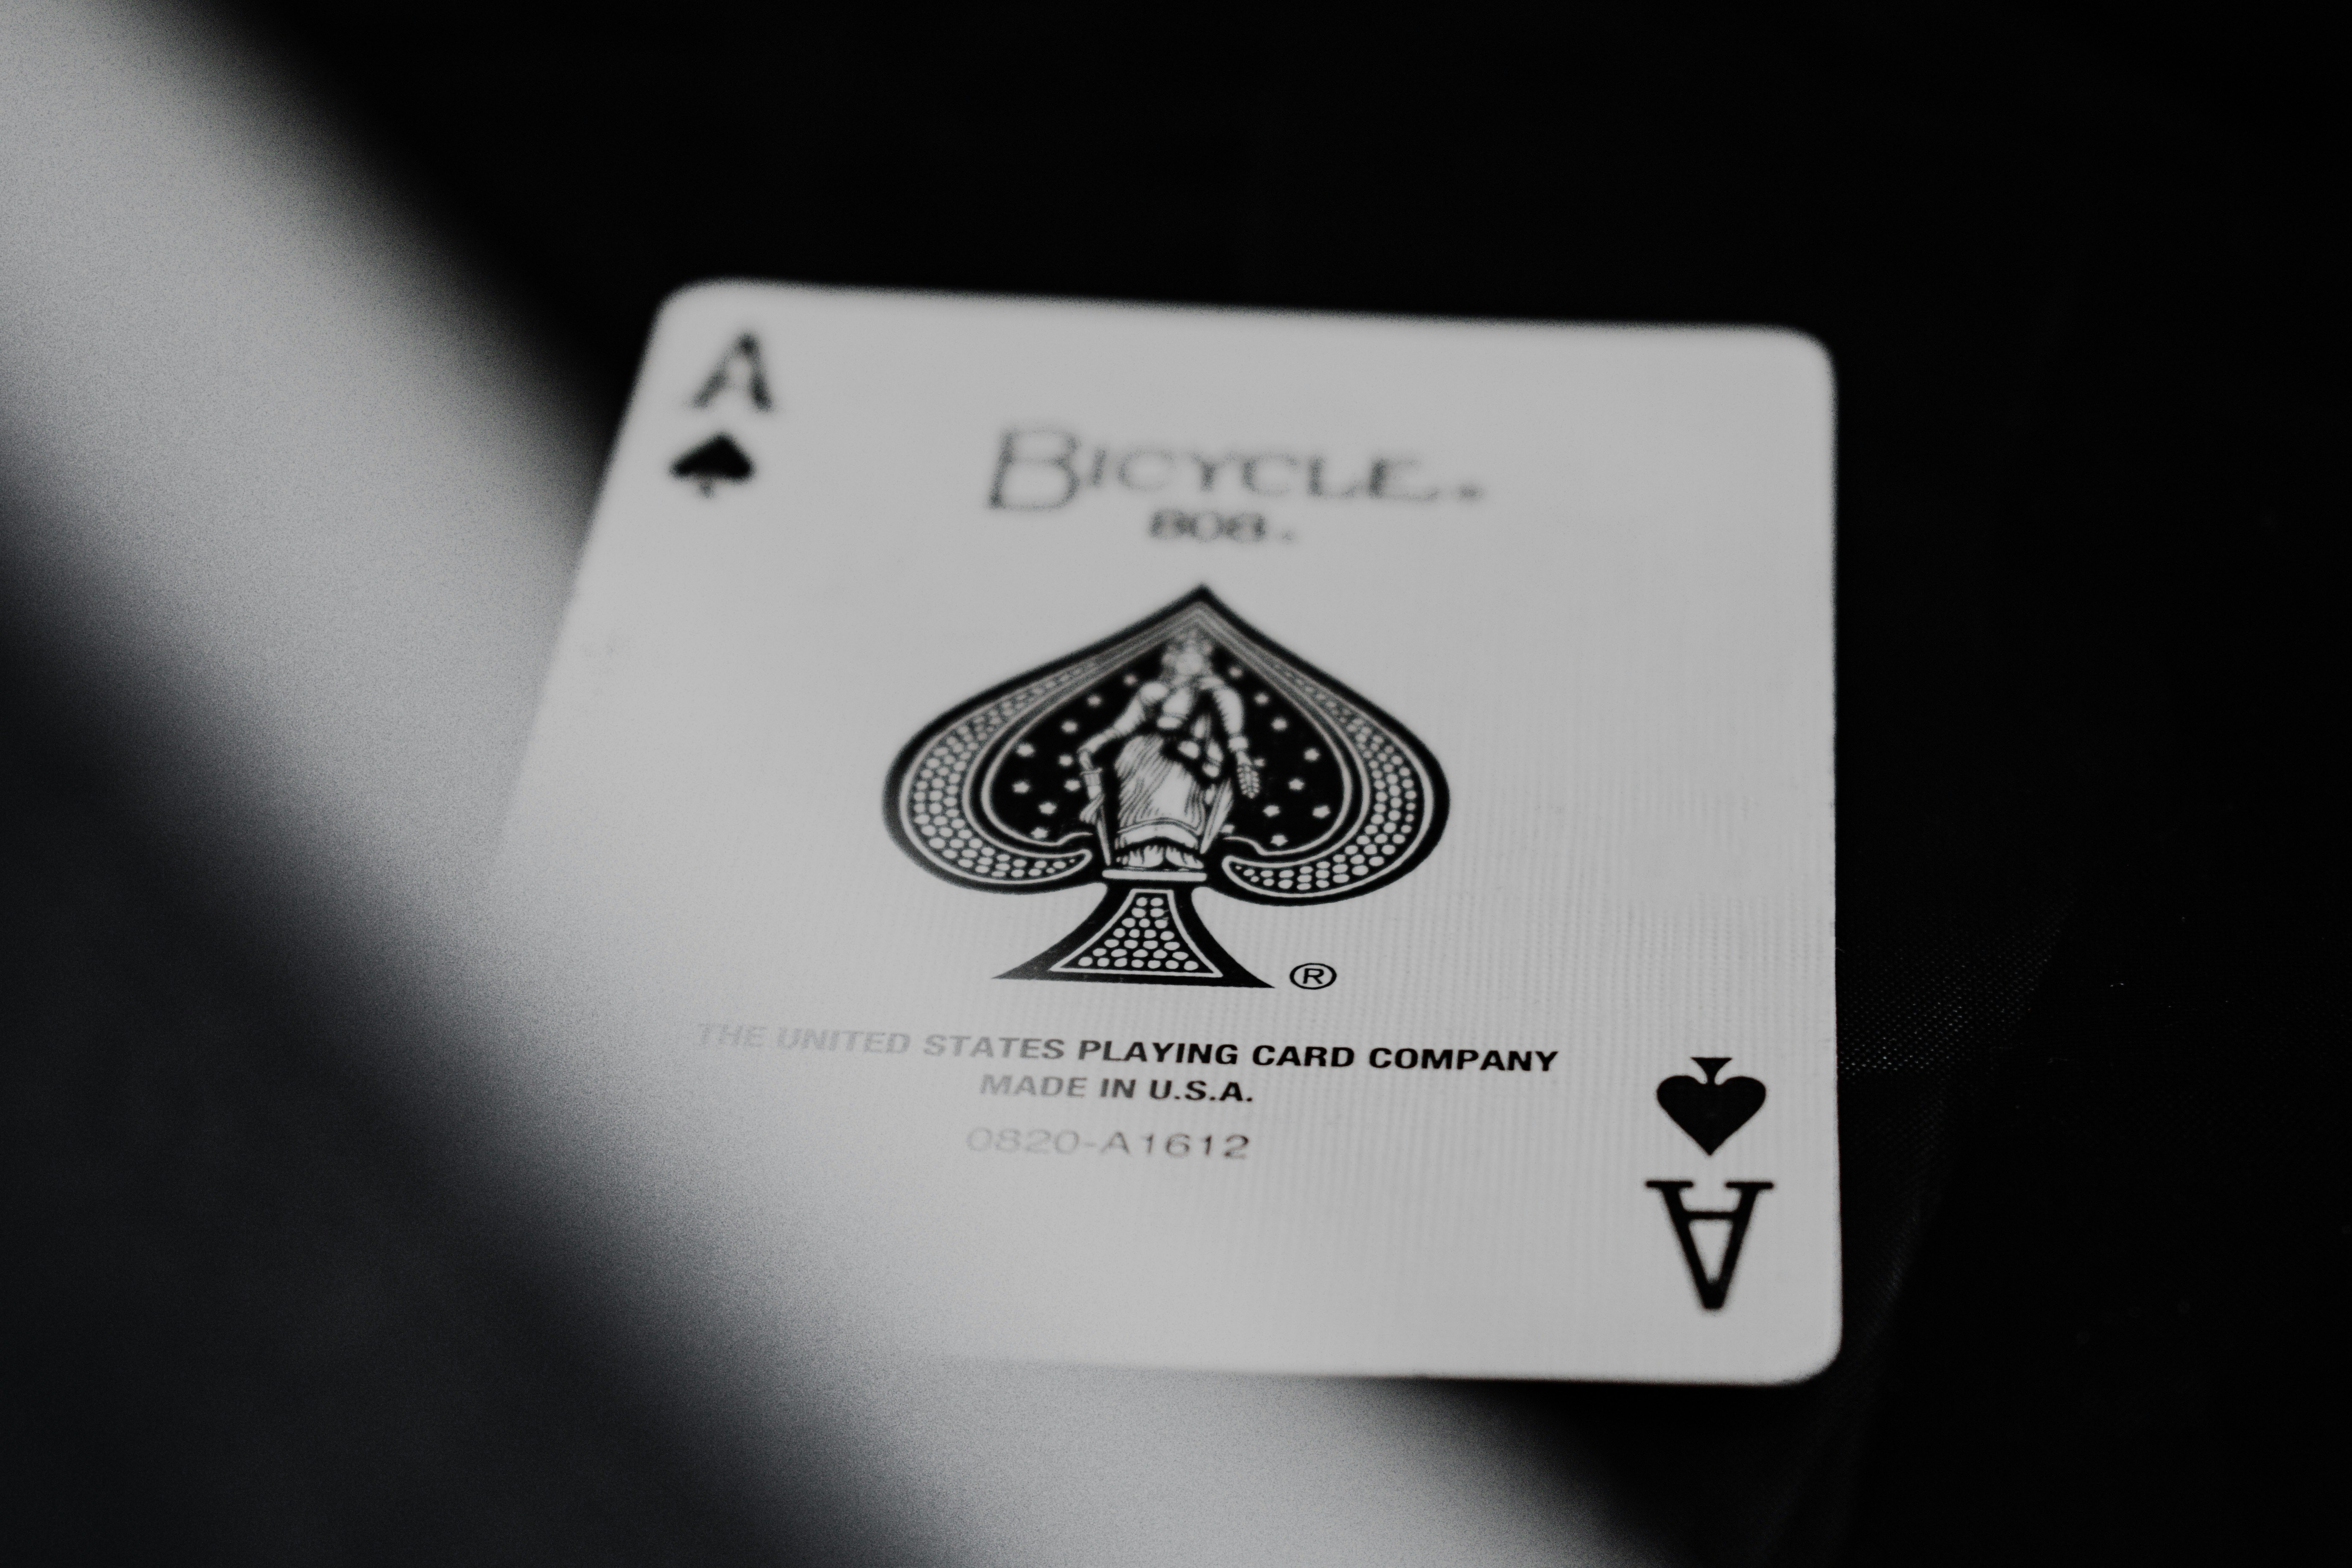 A
BICYCLE®
808®
®
THE UNITED STATES PLAYING CARD COMPANY
MADE IN U.S.A.
0820-A1612
A